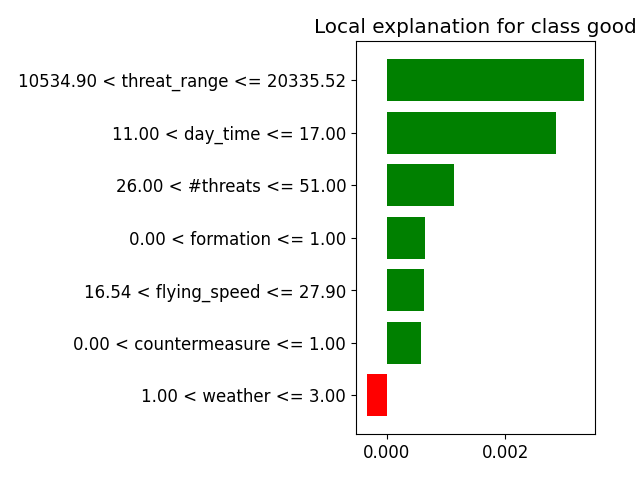 Local explanation for class good
10534.90 < threat_range <= 20335.52
11.00 < day_time <= 17.00
26.00 < #threats <= 51.00
0.00 < formation <= 1.00
16.54 < flying_speed <= 27.90
0.00 < countermeasure <= 1.00
1.00 < weather <= 3.00
0.000 0.002